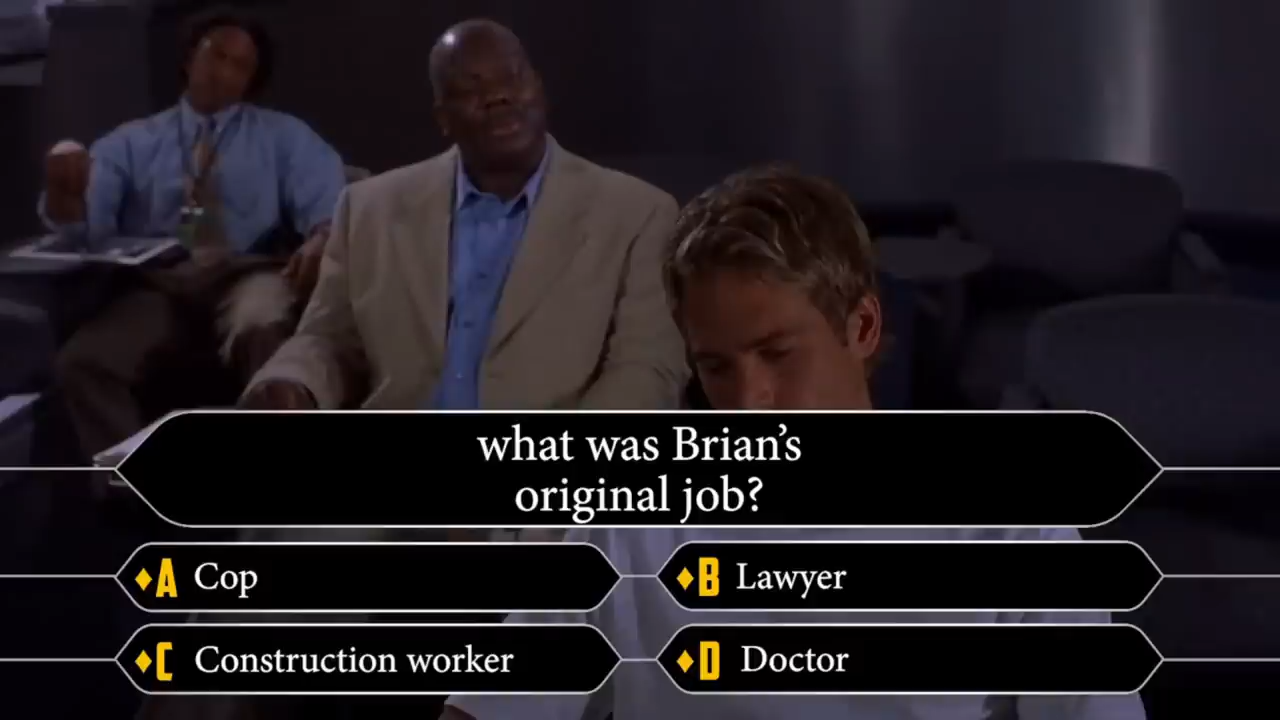 what was Brian's
original job?
A Cop
B Lawyer
C Construction worker
D Doctor